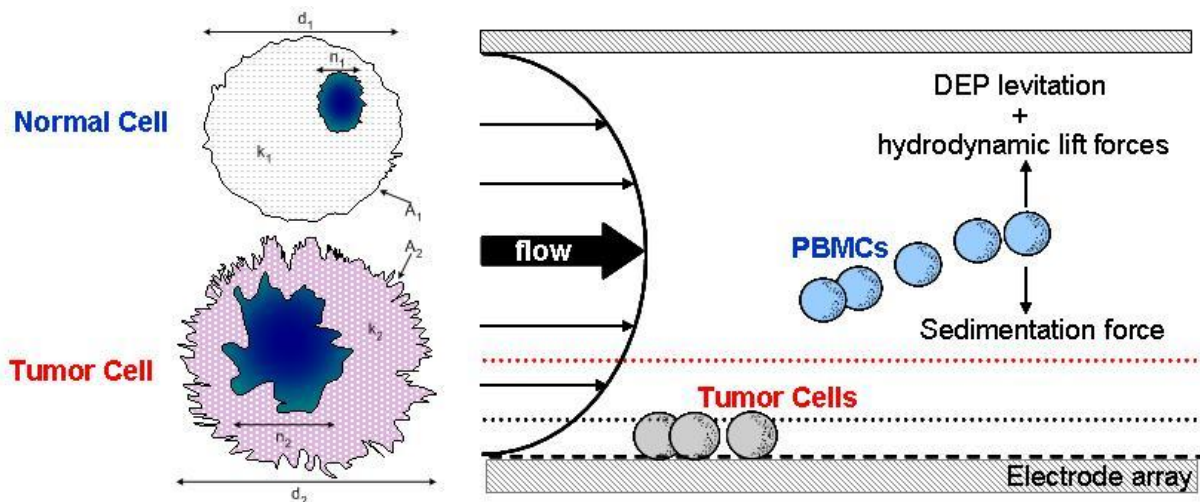 d₁
n₁
Normal Cell
k₁
A₁
A₂
k₂
Tumor Cell
n₂
d₂
flow
DEP levitation
+
hydrodynamic lift forces
PBMCs
Sedimentation force
Tumor Cells
Electrode array